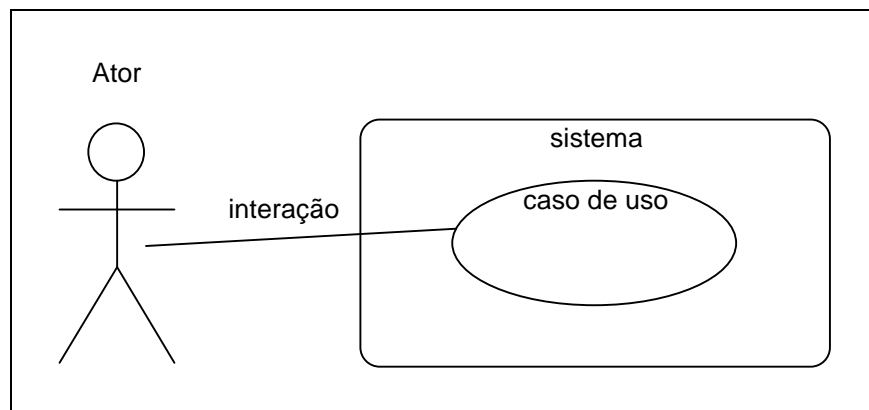 Ator
sistema
caso de uso
interação